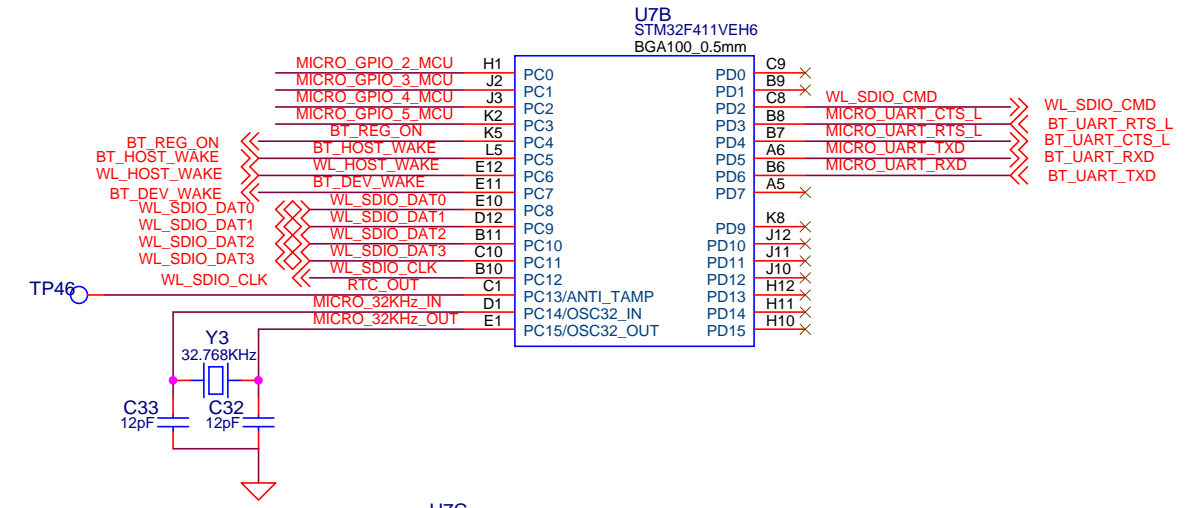 U7B
STM32F411VEH6
BGA100_0.5mm
MICRO_GPIO_2_MCU H1 PC0 PD0 C9
MICRO_GPIO_3_MCU J2 PC1 PD1 B9
MICRO_GPIO_4_MCU J3 PC2 PD2 C8 WL_SDIO_CMD WL_SDIO_CMD
MICRO_GPIO_5_MCU K2 PC3 PD3 B8 MICRO_UART_CTS_L BT_UART_RTS_L
BT_REG_ON BT_REG_ON K5 PC4 PD4 B7 MICRO_UART_RTS_L BT_UART_CTS_L
BT_HOST_WAKE BT_HOST_WAKE L5 PC5 PD5 A6 MICRO_UART_TXD BT_UART_RXD
WL_HOST_WAKE WL_HOST_WAKE E12 PC6 PD6 B6 MICRO_UART_RXD BT_UART_TXD
BT_DEV_WAKE BT_DEV_WAKE E11 PC7 PD7 A5
WL_SDIO_DAT0 WL_SDIO_DAT0 E10 PC8
WL_SDIO_DAT1 WL_SDIO_DAT1 D12 PC9 PD9 K8
WL_SDIO_DAT2 WL_SDIO_DAT2 B11 PC10 PD10 J12
WL_SDIO_DAT3 WL_SDIO_DAT3 C10 PC11 PD11 J11
WL_SDIO_CLK WL_SDIO_CLK B10 PC12 PD12 J10
TP46 RTC_OUT C1 PC13/ANTI_TAMP PD13 H12
MICRO_32KHz_IN D1 PC14/OSC32_IN PD14 H11
MICRO_32KHz_OUT E1 PC15/OSC32_OUT PD15 H10
Y3
32.768KHz
C33 C32
12pF 12pF